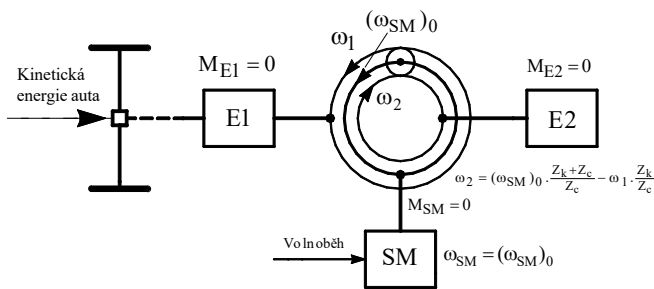 Kinetická
energie auta
M_E1 = 0
E1
ω_1
(ω_SM)_0
ω_2
M_E2 = 0
E2
ω_2 = (ω_SM)_0 · (Z_k + Z_c)/Z_c − ω_1 · Z_k/Z_c
M_SM = 0
Volnoběh
SM
ω_SM = (ω_SM)_0